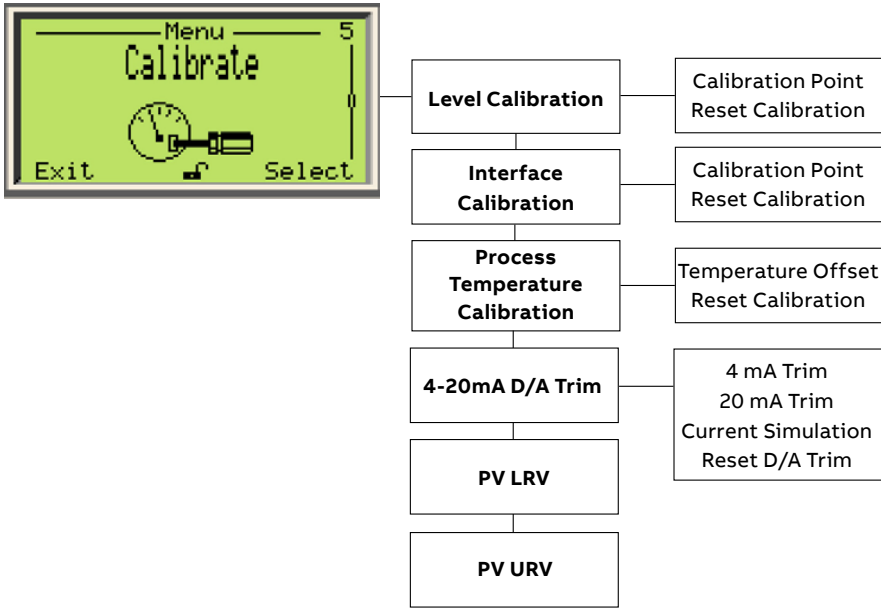 Menu 5
Calibrate
Exit Select
Level Calibration
Calibration Point
Reset Calibration
Interface
Calibration
Calibration Point
Reset Calibration
Process
Temperature
Calibration
Temperature Offset
Reset Calibration
4-20mA D/A Trim
4 mA Trim
20 mA Trim
Current Simulation
Reset D/A Trim
PV LRV
PV URV